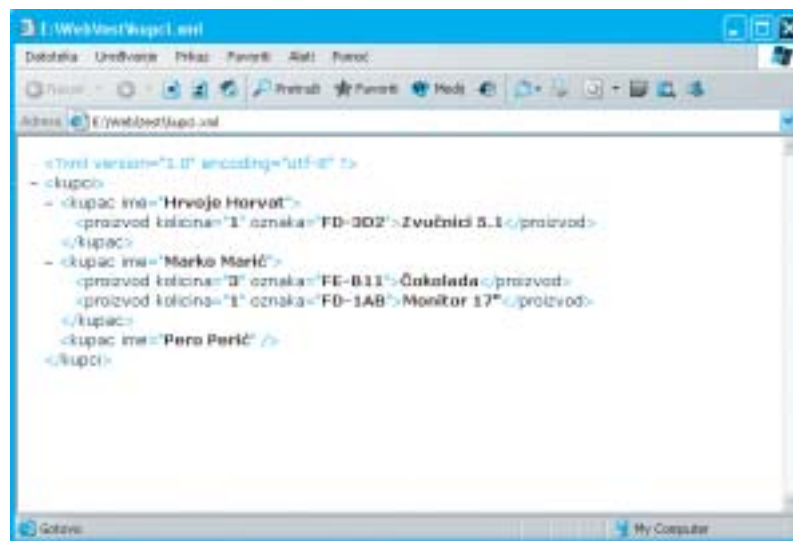 E:\WebVjest\kupci.xml
Datoteka Uređivanje Prikaz Favoriti Alati Pomoć
Pretraži Favoriti Mediji
Adresa E:\WebVjest\kupci.xml
<?xml version="1.0" encoding="utf-8" ?>
- <kupci>
- <kupac ime="Hrvoje Horvat">
<proizvod kolicina="1" oznaka="FD-3D2">Zvučnici 5.1</proizvod>
</kupac>
- <kupac ime="Marko Marić">
<proizvod kolicina="3" oznaka="FE-B11">Čokolada</proizvod>
<proizvod kolicina="1" oznaka="FD-1AB">Monitor 17"</proizvod>
</kupac>
<kupac ime="Pero Perić" />
</kupci>
Gotovo My Computer